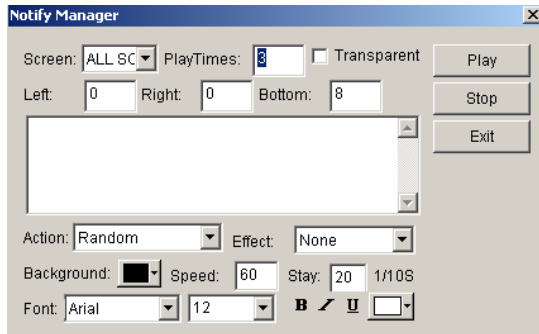 Notify Manager
Screen: ALL SC PlayTimes: 3 Transparent Play
Left: 0 Right: 0 Bottom: 8 Stop
Exit
Action: Random Effect: None
Background: Speed: 60 Stay: 20 1/10S
Font: Arial 12 B I U